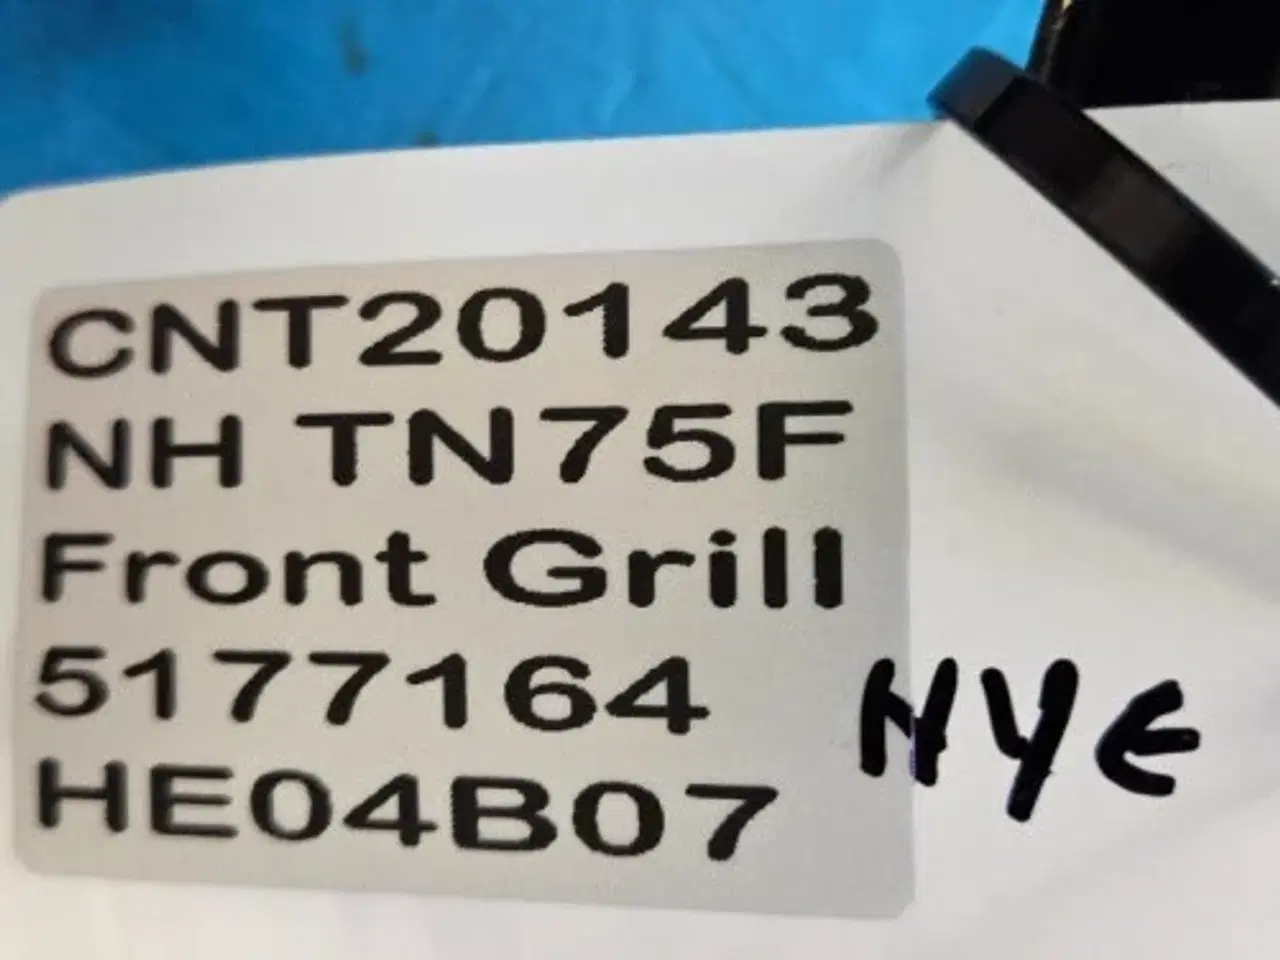 CNT20143
NH TN75F
Front Grill
5177164
HE04B07
NYE